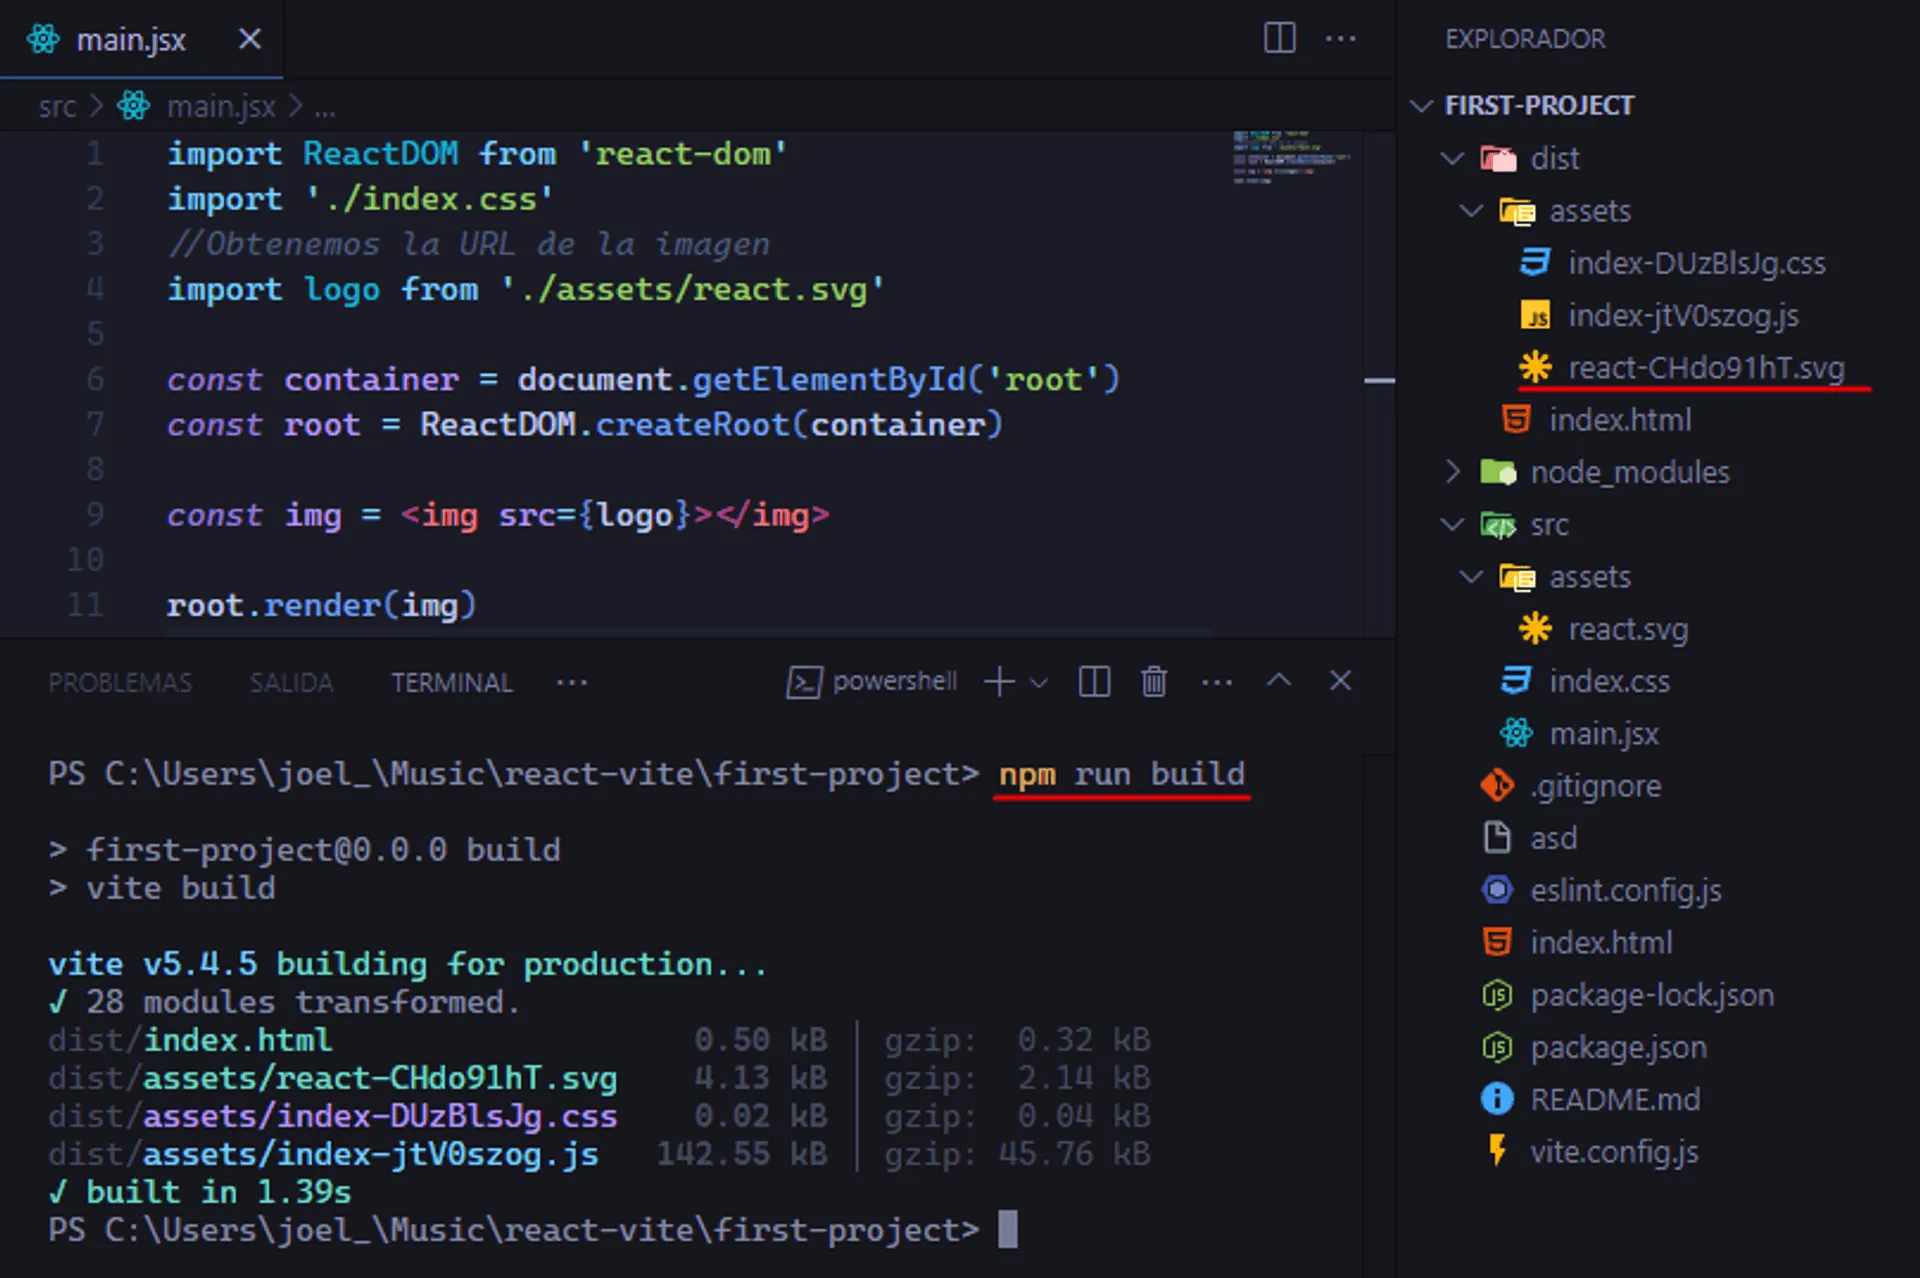 main.jsx
src > main.jsx > ...
1 import ReactDOM from 'react-dom'
2 import './index.css'
3 //Obtenemos la URL de la imagen
4 import logo from './assets/react.svg'
5
6 const container = document.getElementById('root')
7 const root = ReactDOM.createRoot(container)
8
9 const img = <img src={logo}></img>
10
11 root.render(img)
PROBLEMAS SALIDA TERMINAL ··· powershell
PS C:\Users\joel_\Music\react-vite\first-project> npm run build
> first-project@0.0.0 build
> vite build
vite v5.4.5 building for production...
✓ 28 modules transformed.
dist/index.html 0.50 kB │ gzip: 0.32 kB
dist/assets/react-CHdo91hT.svg 4.13 kB │ gzip: 2.14 kB
dist/assets/index-DUzBlsJg.css 0.02 kB │ gzip: 0.04 kB
dist/assets/index-jtV0szog.js 142.55 kB │ gzip: 45.76 kB
✓ built in 1.39s
PS C:\Users\joel_\Music\react-vite\first-project>
EXPLORADOR
FIRST-PROJECT
dist
assets
index-DUzBlsJg.css
index-jtV0szog.js
react-CHdo91hT.svg
index.html
node_modules
src
assets
react.svg
index.css
main.jsx
.gitignore
asd
eslint.config.js
index.html
package-lock.json
package.json
README.md
vite.config.js